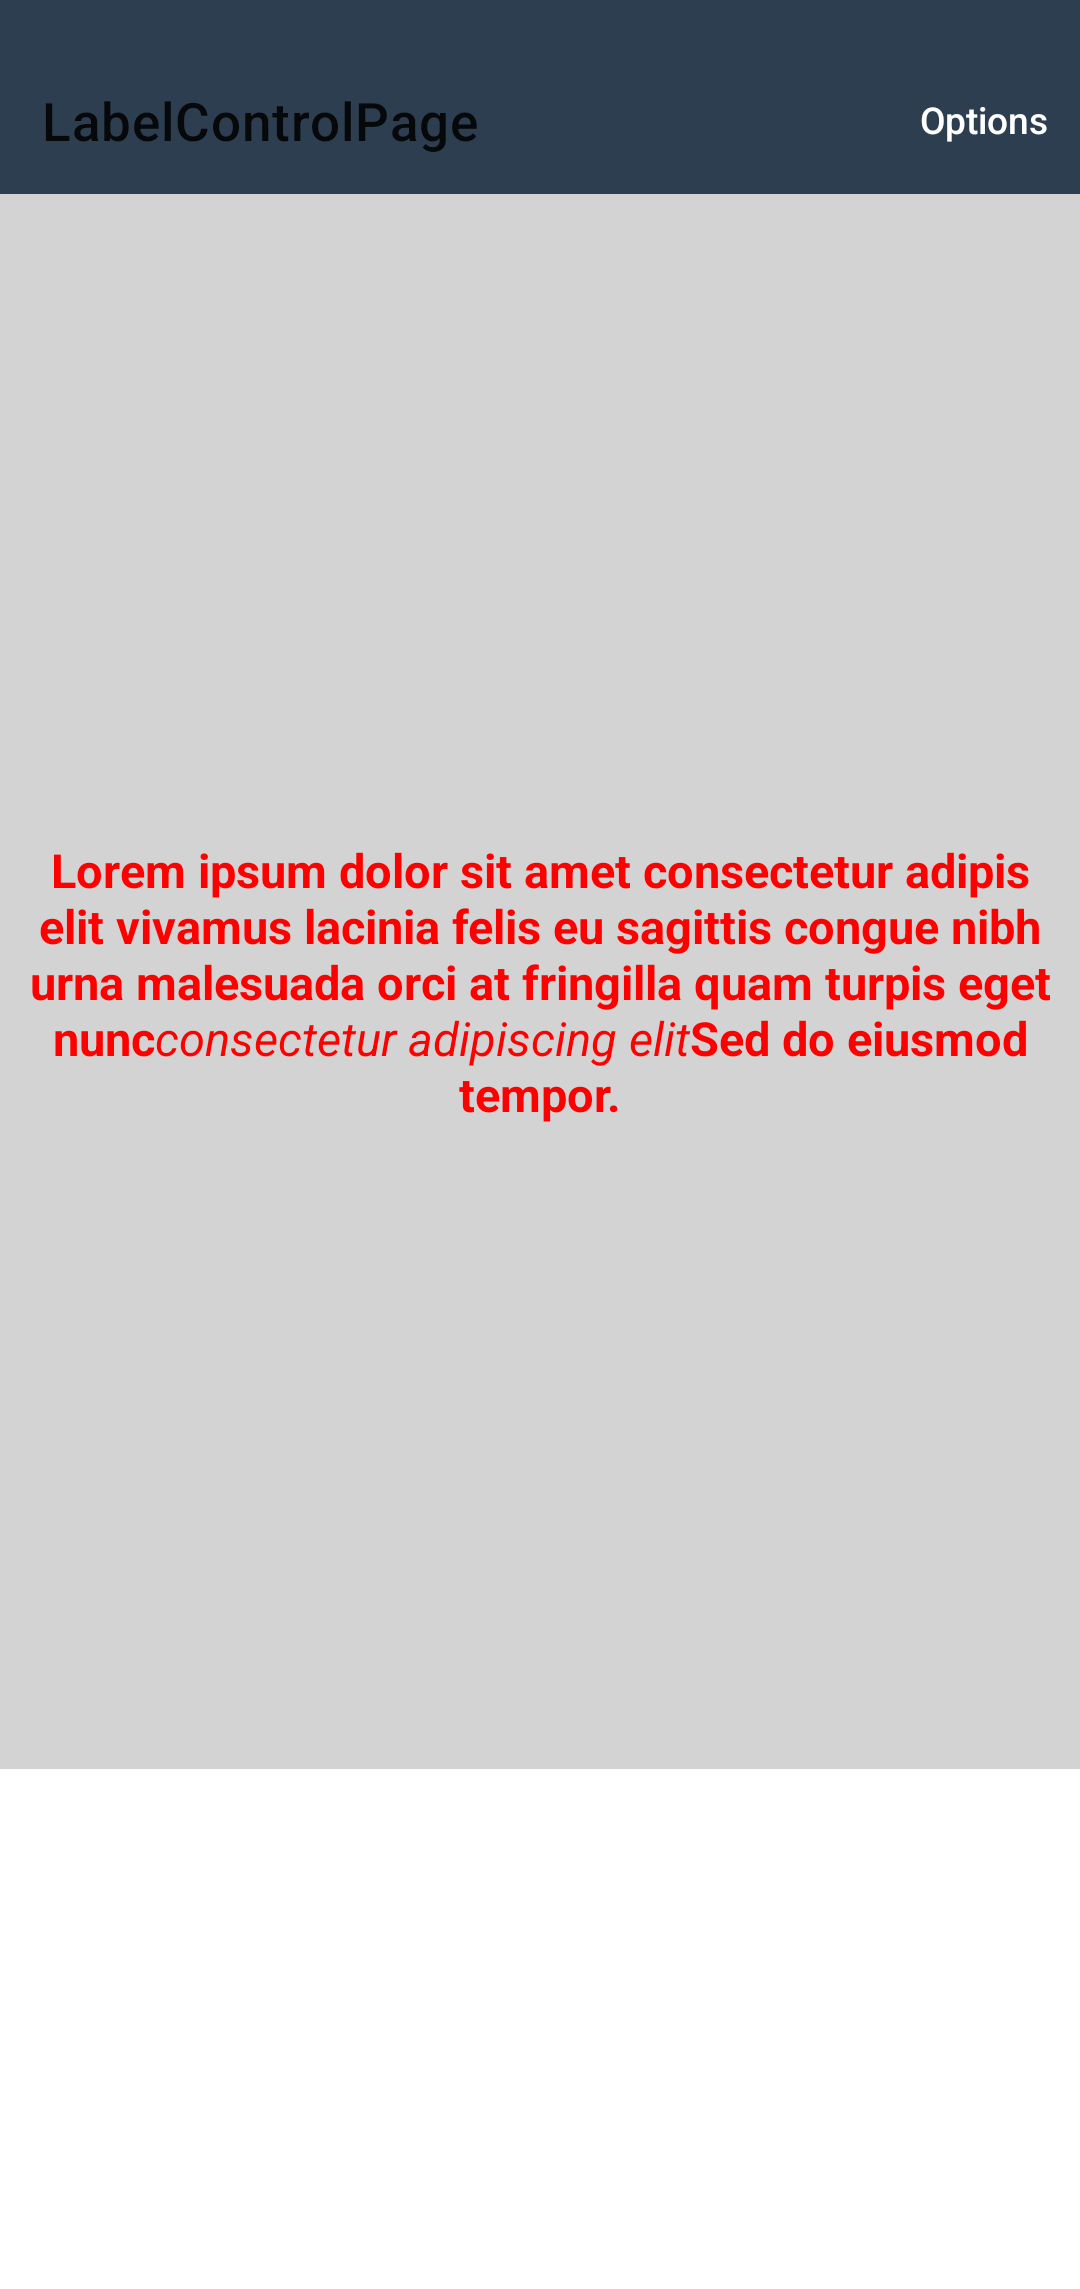 LabelControlPage
Options
Lorem ipsum dolor sit amet consectetur adipis
elit vivamus lacinia felis eu sagittis congue nibh
urna malesuada orci at fringilla quam turpis eget
nuncconsectetur adipiscing elitSed do eiusmod
tempor.